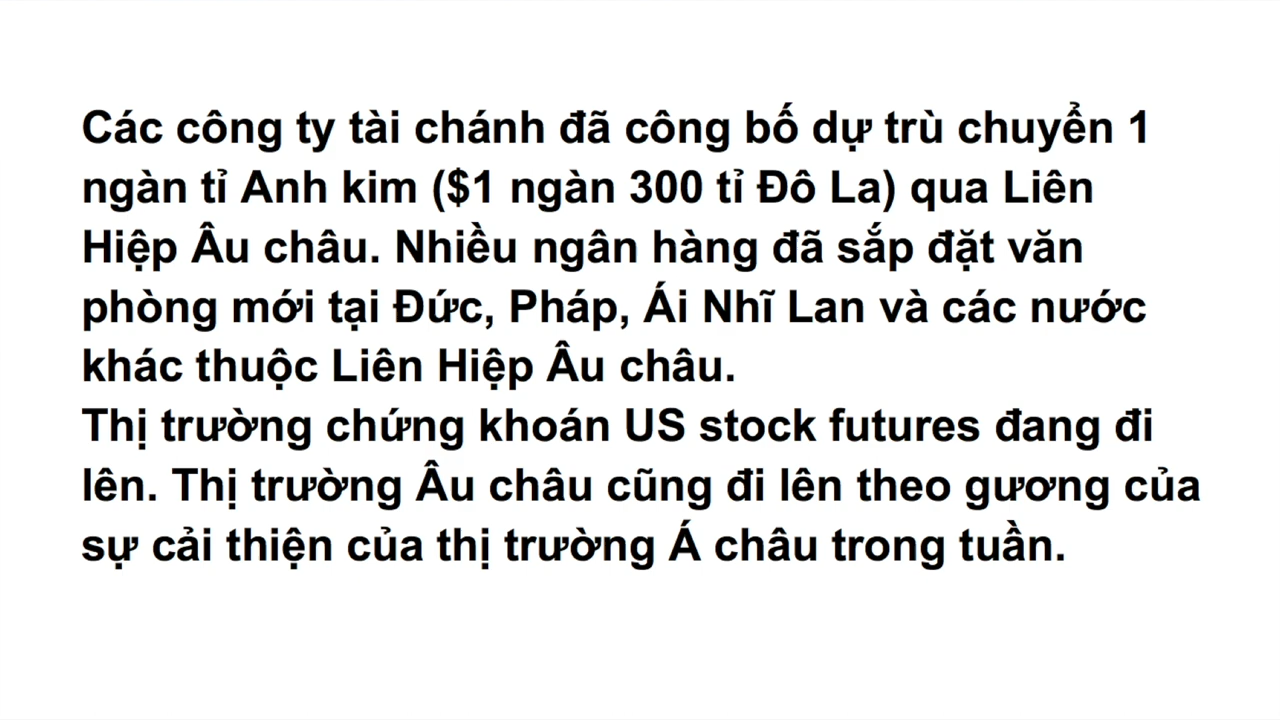 Các công ty tài chánh đã công bố dự trù chuyển 1
ngàn tỉ Anh kim ($1 ngàn 300 tỉ Đô La) qua Liên
Hiệp Âu châu. Nhiều ngân hàng đã sắp đặt văn
phòng mới tại Đức, Pháp, Ái Nhĩ Lan và các nước
khác thuộc Liên Hiệp Âu châu.
Thị trường chứng khoán US stock futures đang đi
lên. Thị trường Âu châu cũng đi lên theo gương của
sự cải thiện của thị trường Á châu trong tuần.